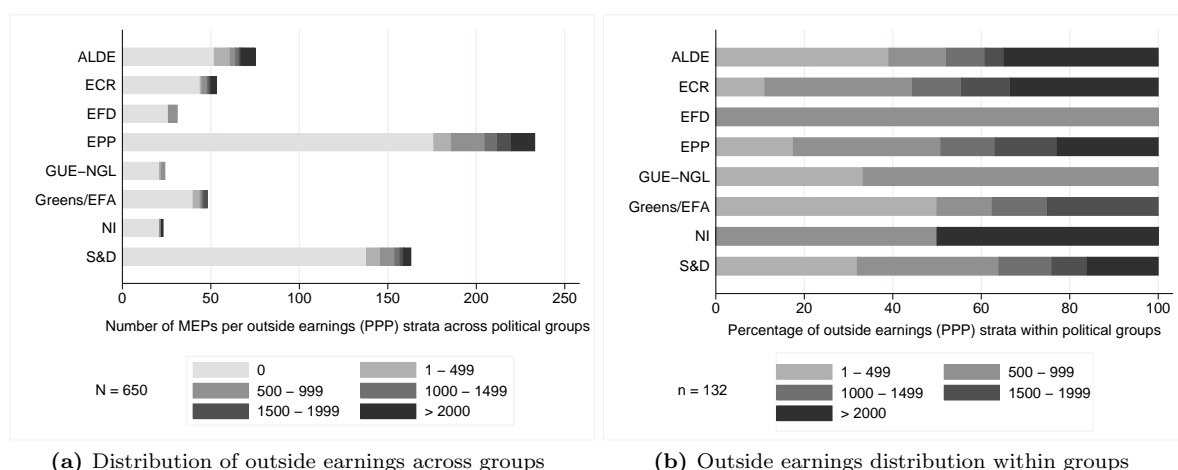 ALDE
ECR
EFD
EPP
GUE−NGL
Greens/EFA
NI
S&D
0 50 100 150 200 250
Number of MEPs per outside earnings (PPP) strata across political groups
N = 650
0 1 − 499
500 − 999 1000 − 1499
1500 − 1999 > 2000
(a) Distribution of outside earnings across groups
ALDE
ECR
EFD
EPP
GUE−NGL
Greens/EFA
NI
S&D
0 20 40 60 80 100
Percentage of outside earnings (PPP) strata within political groups
n = 132
1 − 499 500 − 999
1000 − 1499 1500 − 1999
> 2000
(b) Outside earnings distribution within groups